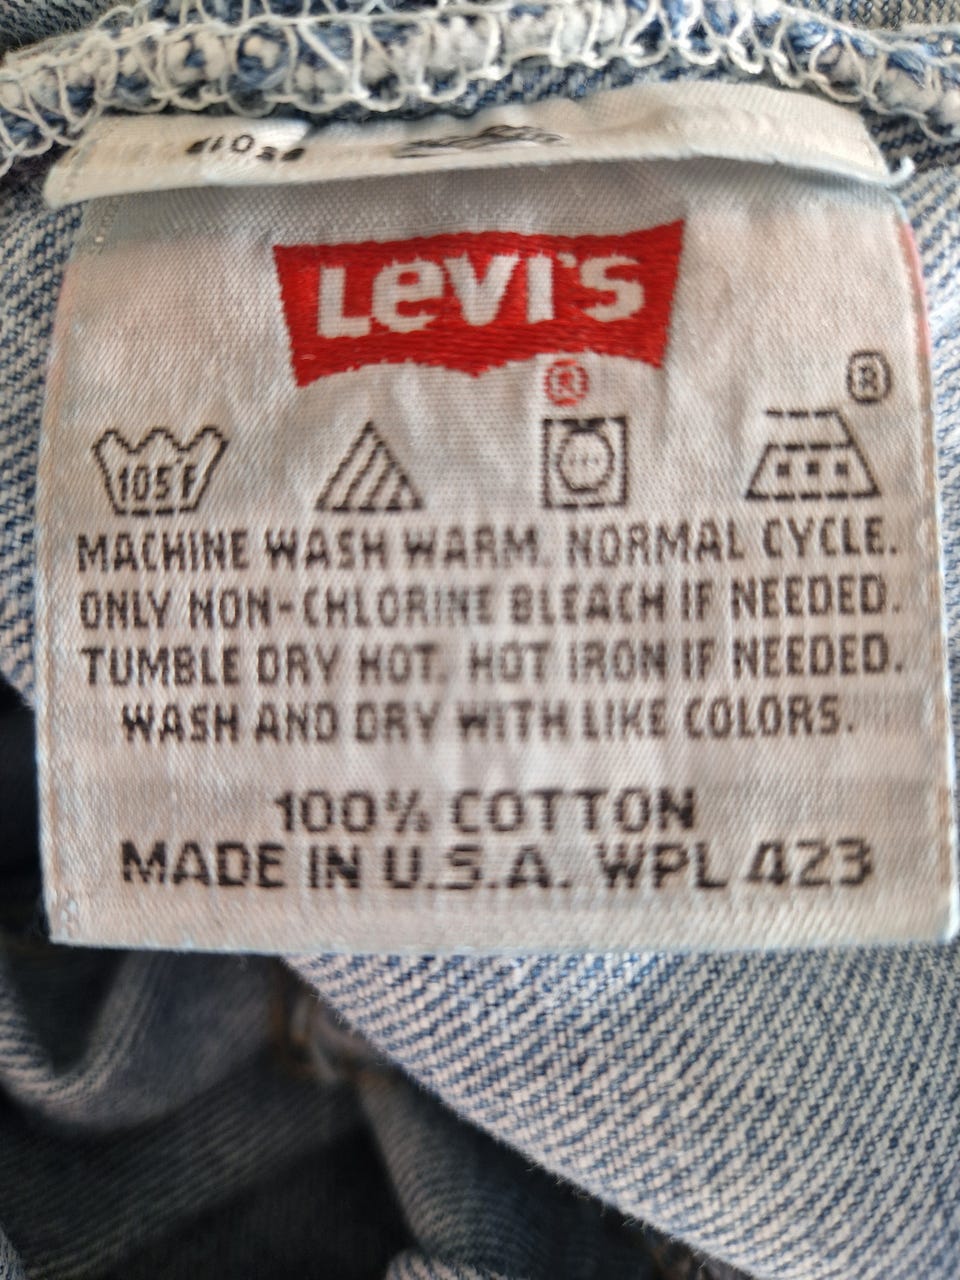 LEVI'S
®
®
105°F
MACHINE WASH WARM. NORMAL CYCLE.
ONLY NON-CHLORINE BLEACH IF NEEDED.
TUMBLE DRY HOT. HOT IRON IF NEEDED.
WASH AND DRY WITH LIKE COLORS.
100% COTTON
MADE IN U.S.A. WPL 423